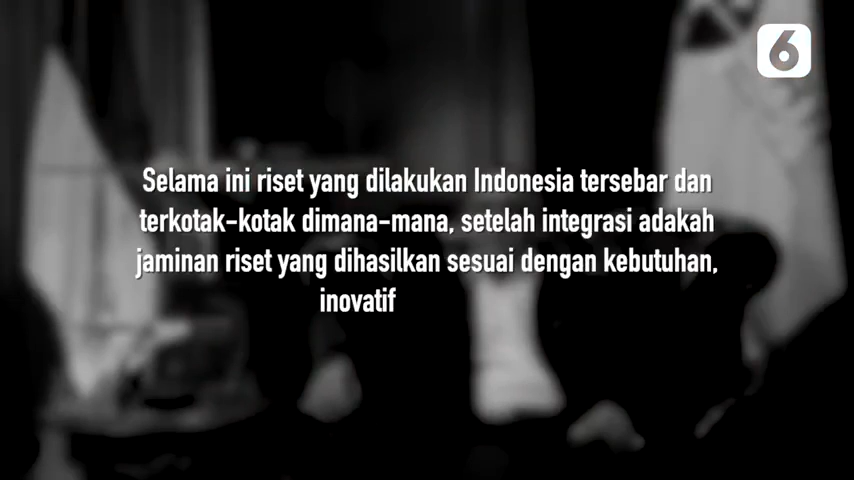 6
Selama ini riset yang dilakukan Indonesia tersebar dan
terkotak-kotak dimana-mana, setelah integrasi adakah
jaminan riset yang dihasilkan sesuai dengan kebutuhan,
inovatif